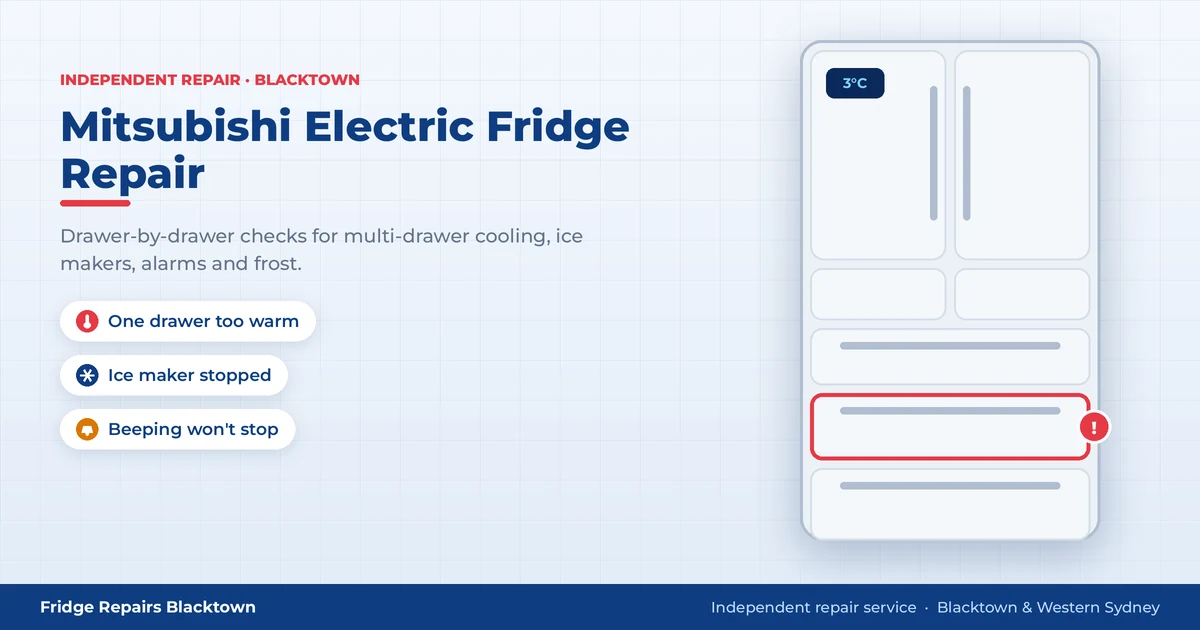 INDEPENDENT REPAIR · BLACKTOWN
Mitsubishi Electric Fridge
Repair
Drawer-by-drawer checks for multi-drawer cooling, ice
makers, alarms and frost.
One drawer too warm
Ice maker stopped
Beeping won't stop
3°C
!
Fridge Repairs Blacktown
Independent repair service · Blacktown & Western Sydney